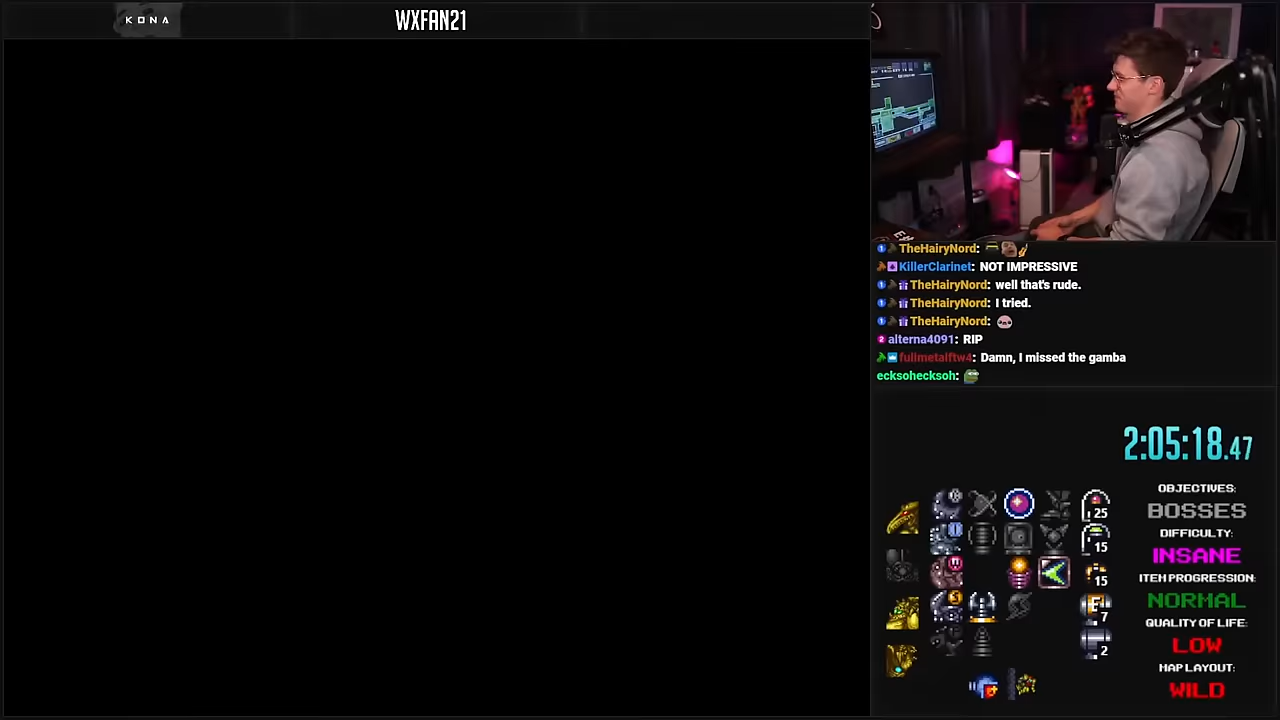 KONA
WXFAN21
TheHairyNord:
KillerClarinet: NOT IMPRESSIVE
TheHairyNord: well that's rude.
TheHairyNord: I tried.
TheHairyNord:
alterna4091: RIP
fullmetalftw4: Damn, I missed the gamba
ecksohecksoh:
2:05:18.47
OBJECTIVES:
BOSSES
DIFFICULTY:
INSANE
ITEM PROGRESSION:
NORMAL
QUALITY OF LIFE:
LOW
MAP LAYOUT:
WILD
25
15
15
7
2